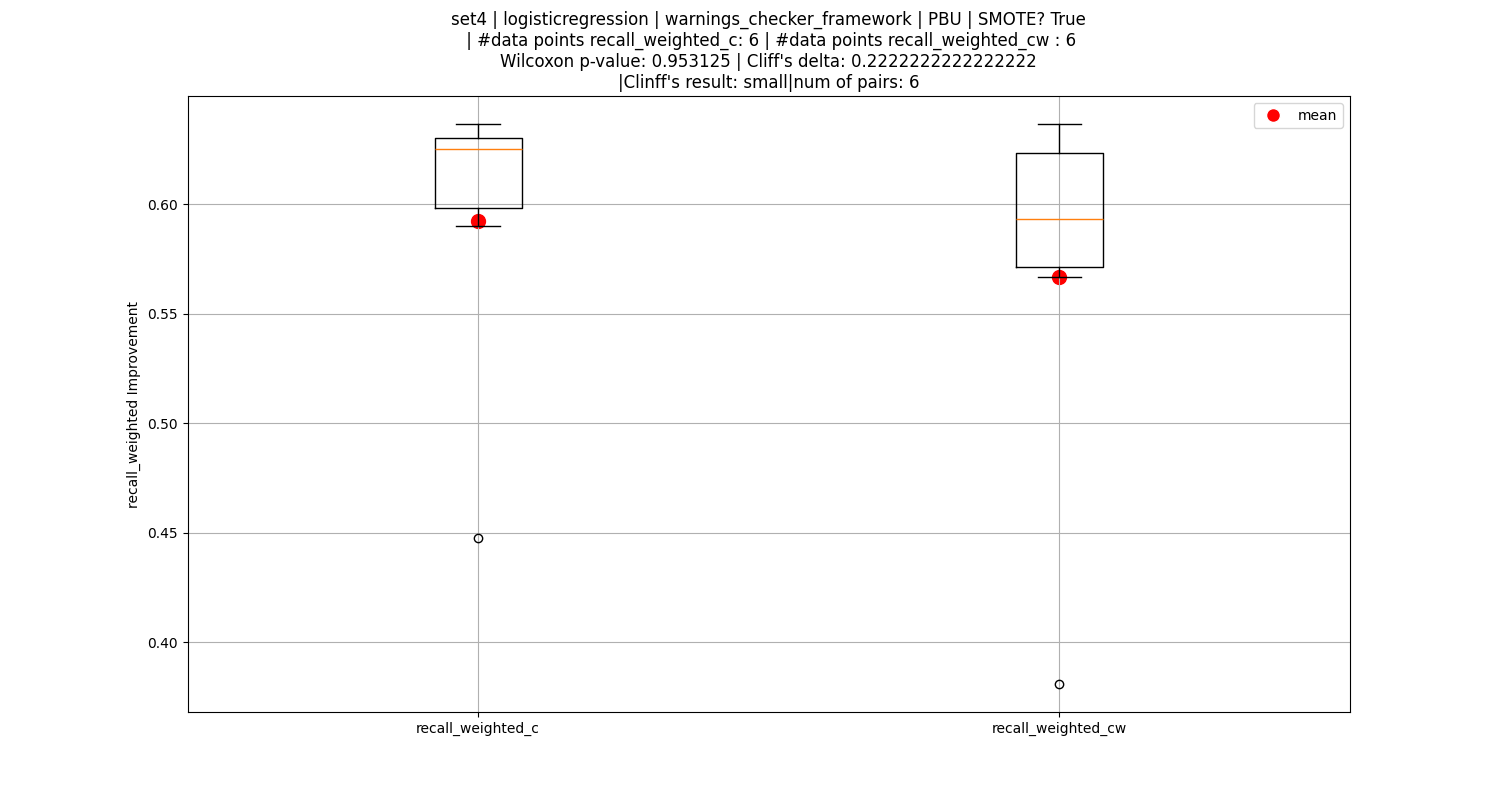 set4 | logisticregression | warnings_checker_framework | PBU | SMOTE? True
| #data points recall_weighted_c: 6 | #data points recall_weighted_cw : 6
Wilcoxon p-value: 0.953125 | Cliff's delta: 0.2222222222222222
|Clinff's result: small|num of pairs: 6
mean
recall_weighted Improvement
0.60
0.55
0.50
0.45
0.40
recall_weighted_c
recall_weighted_cw